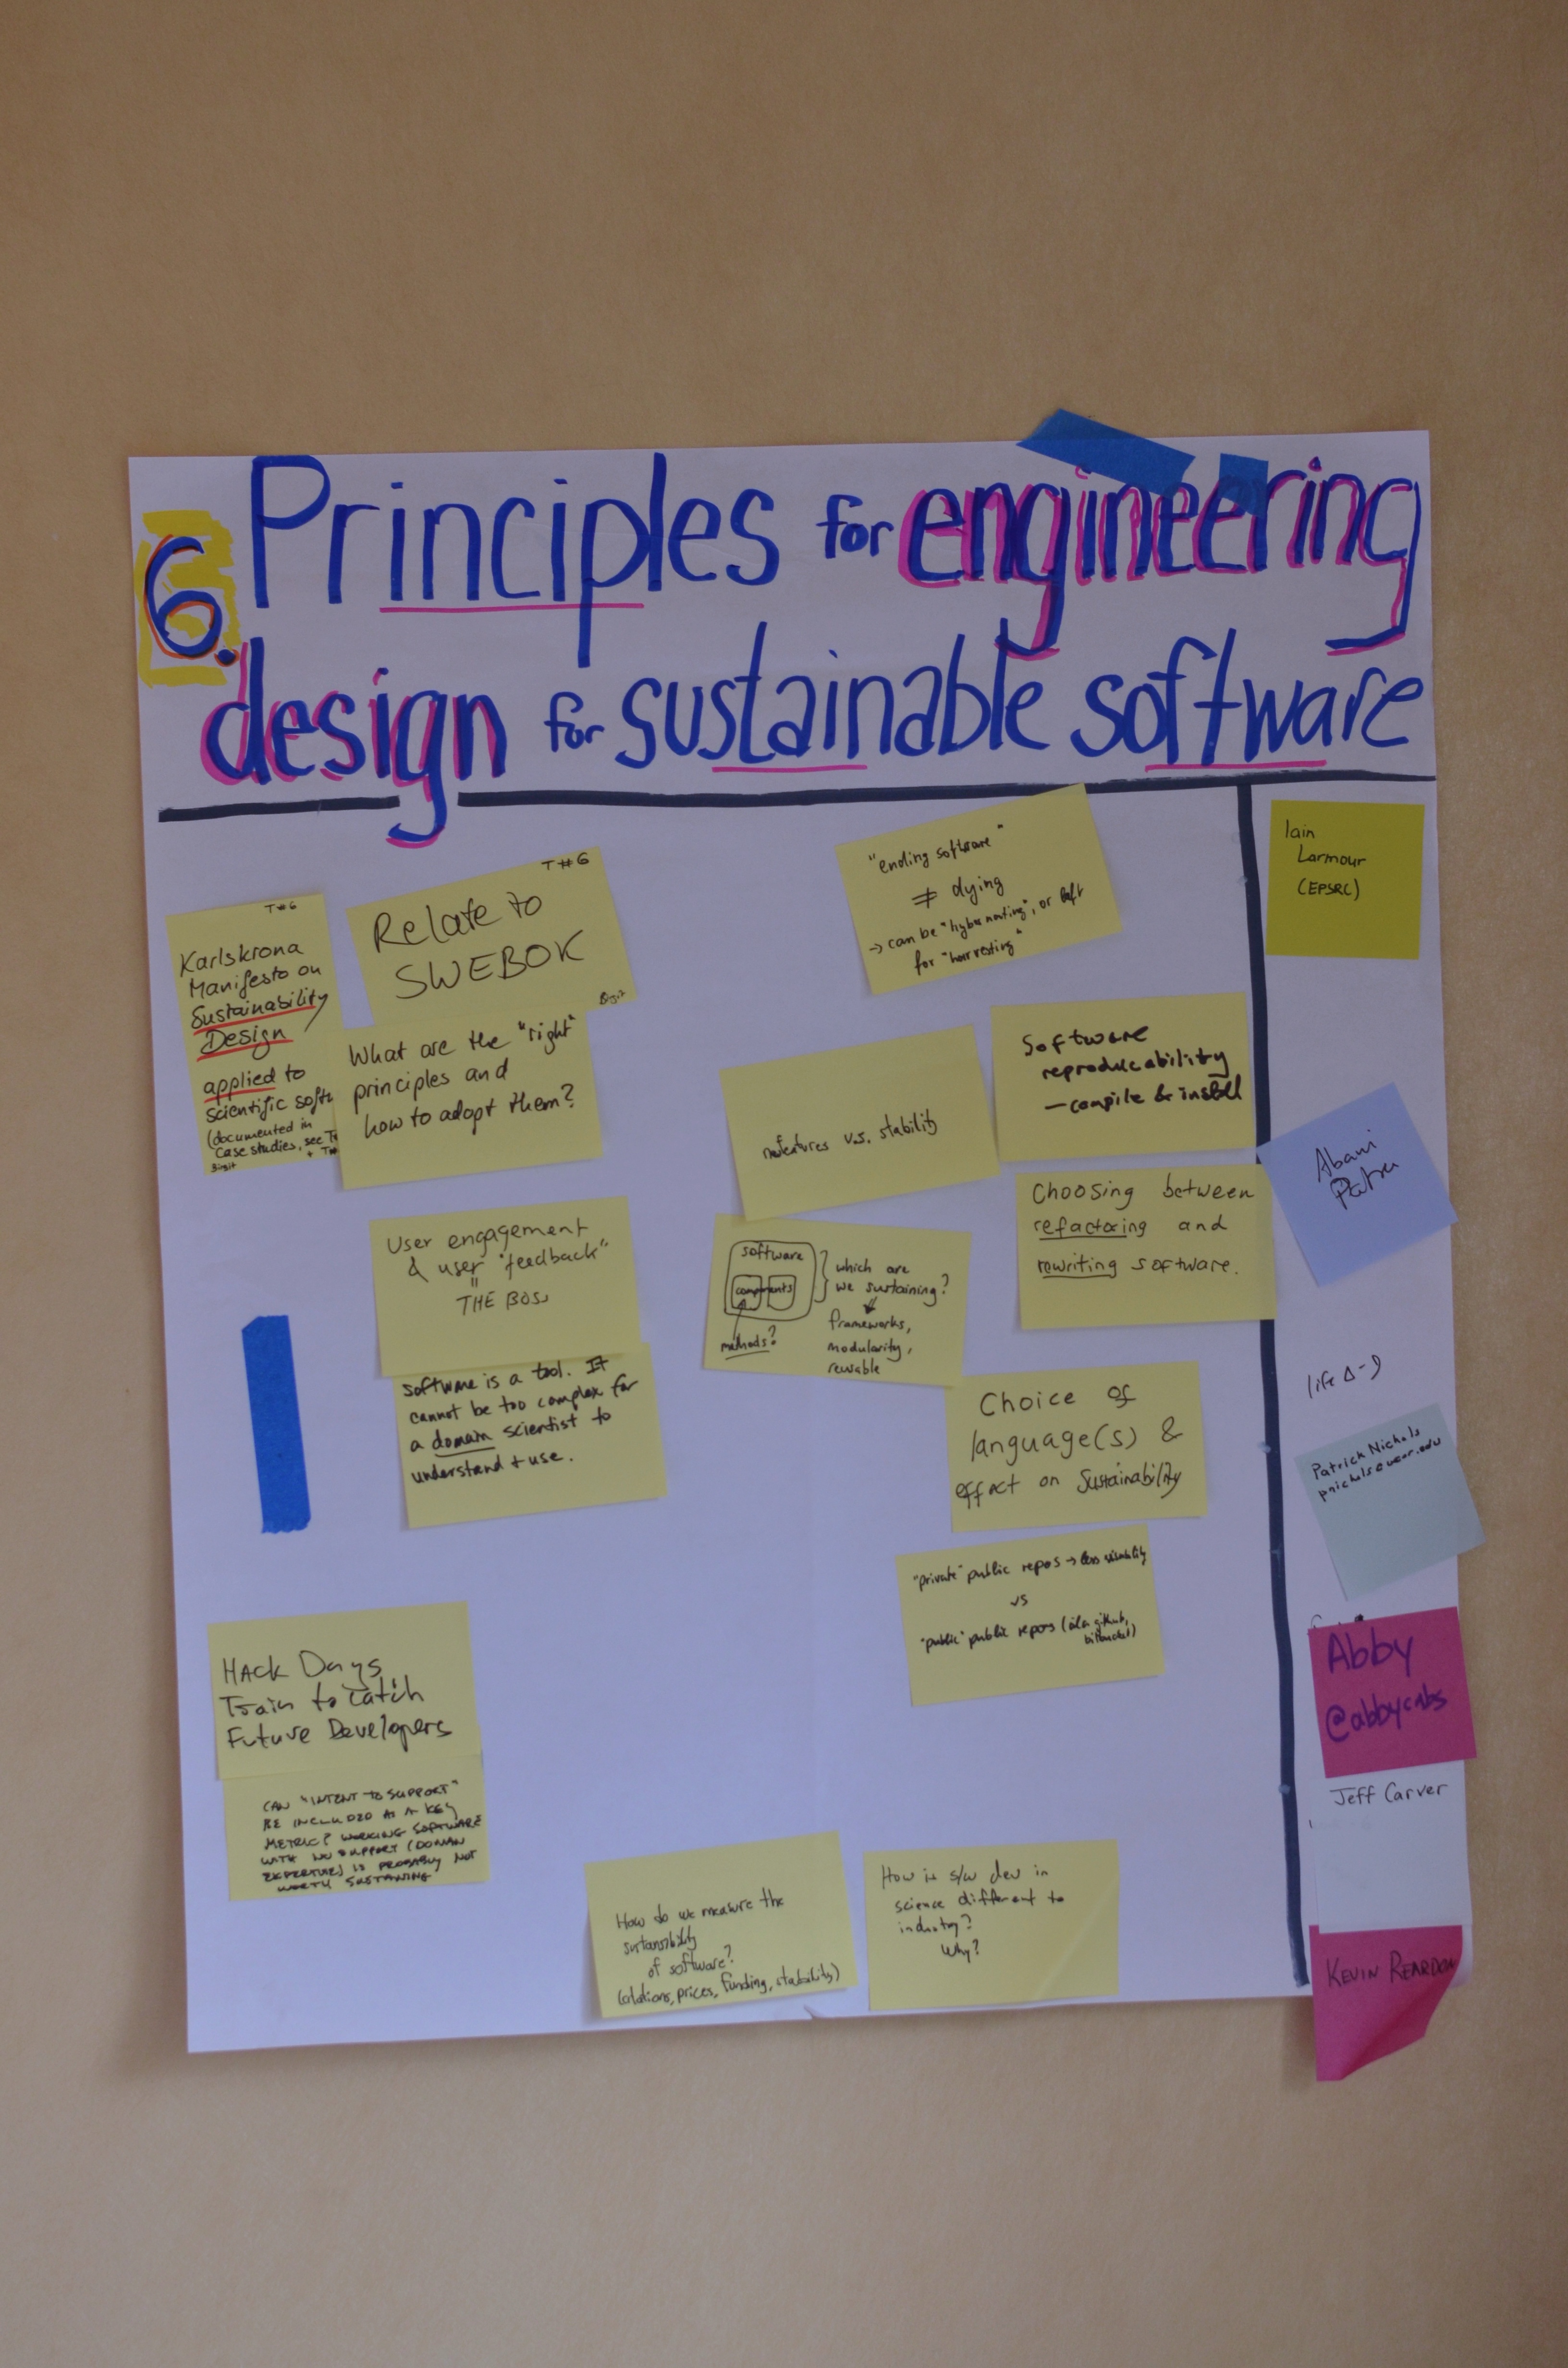 6. Principles for engineering
design for sustainable software
T#6
Karlskrona
Manifesto on
Sustainability
Design
applied to
scientific softw
(documented in
case studies, see T
+ T#
Birgit
T#6
Relate to
SWEBOK
Birgit
What are the "right"
principles and
how to adopt them?
User engagement
& user "feedback"
=
THE BOSS
Software is a tool. It
cannot be too complex for
a domain scientist to
understand + use.
Hack Days
Train to catch
Future Developers
CAN "INTENT TO SUPPORT"
BE INCLUDED AS A KEY
METRIC? WORKING SOFTWARE
WITH NO SUPPORT (DOMAIN
EXPERTISE) IS PROBABLY NOT
WORTH SUSTAINING
"ending software"
≠ dying
→ can be "hybernating", or left
for "harvesting"
v.s. stability
Software
reproduceability
— compile & install
software
components
methods?
which are
we sustaining?
frameworks,
modularity,
reusable
Choosing between
refactoring and
rewriting software.
Choice of
language(s) &
effect on Sustainability
"private" public repos → less visibility
vs
"public" public repos (ala github,
bitbucket)
How do we measure the
sustainability
of software?
(citations, prices, funding, stability)
How is s/w dev in
science different to
industry?
Why?
Iain
Larmour
(EPSRC)
Abani
Patra
Patrick Nichols
pnichols@ucar.edu
Abby
@abbycabs
Jeff Carver
KEVIN REARDON